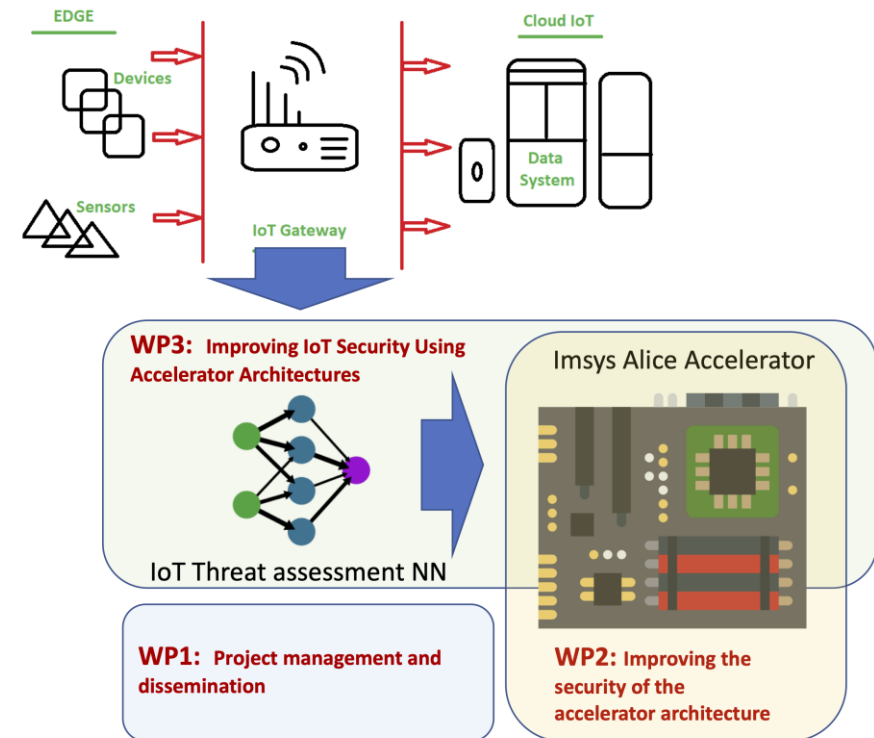 EDGE
Cloud IoT
Devices
Data
System
Sensors
IoT Gateway
WP3: Improving IoT Security Using
Accelerator Architectures
Imsys Alice Accelerator
IoT Threat assessment NN
WP1: Project management and
dissemination
WP2: Improving the
security of the
accelerator architecture